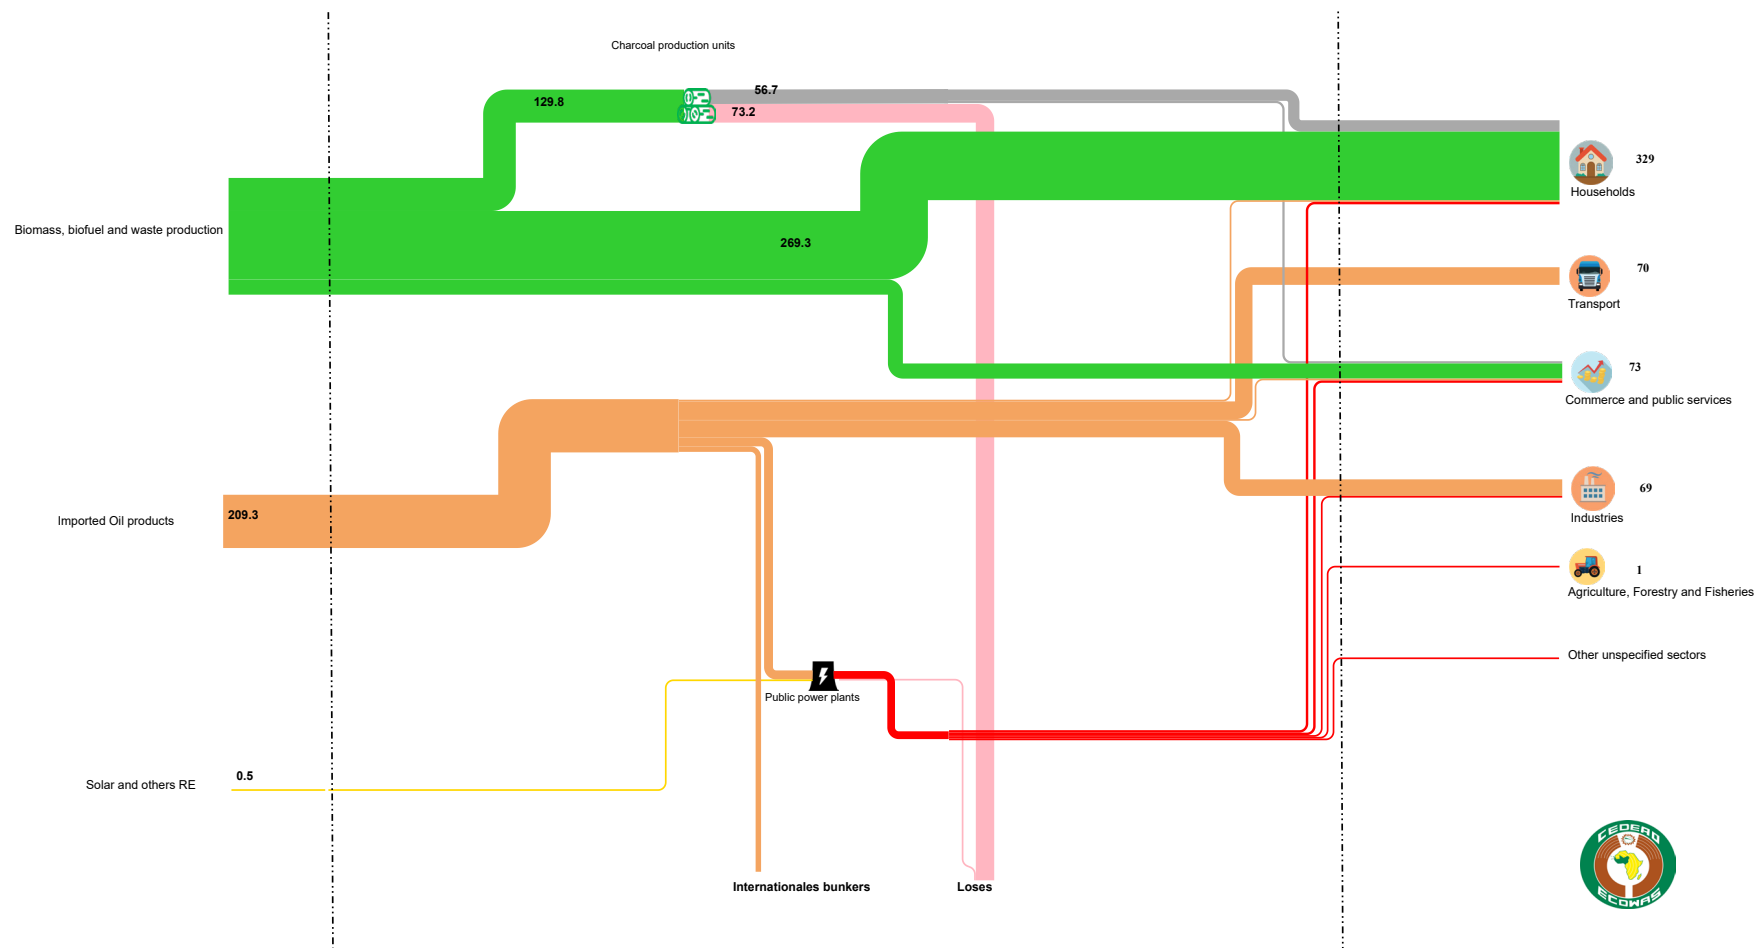 Charcoal production units
56.7
129.8
73.2
329
Households
Biomass, biofuel and waste production
269.3
70
Transport
73
Commerce and public services
69
Industries
209.3
Imported Oil products
1
Agriculture, Forestry and Fisheries
Other unspecified sectors
Public power plants
0.5
Solar and others RE
Internationales bunkers
Loses
CEDEAO
ECOWAS